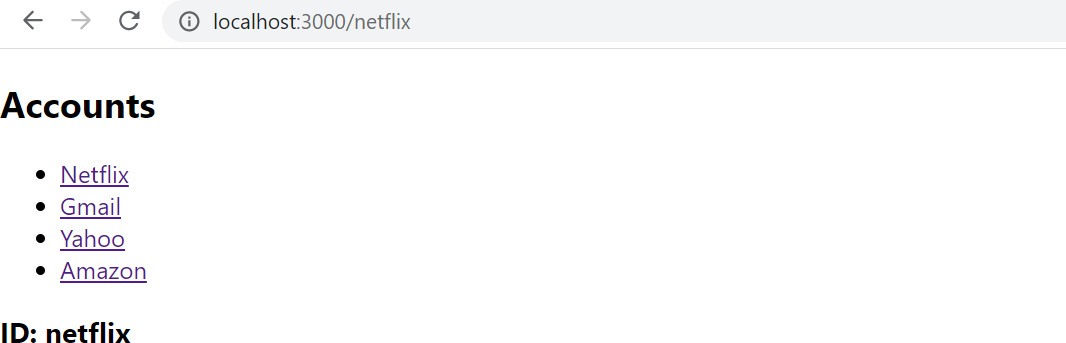 localhost:3000/netflix
Accounts
Netflix
Gmail
Yahoo
Amazon
ID: netflix